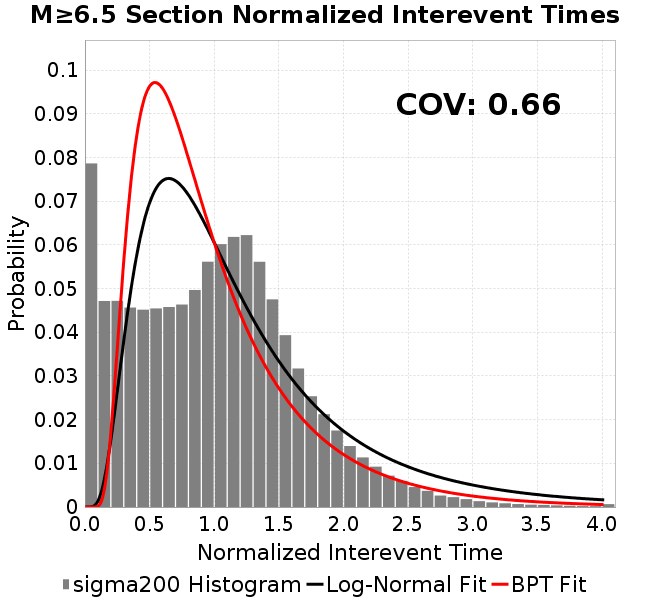 M≥6.5 Section Normalized Interevent Times
COV: 0.66
Probability
0.1
0.09
0.08
0.07
0.06
0.05
0.04
0.03
0.02
0.01
0
0.0 0.5 1.0 1.5 2.0 2.5 3.0 3.5 4.0
Normalized Interevent Time
sigma200 Histogram Log-Normal Fit BPT Fit